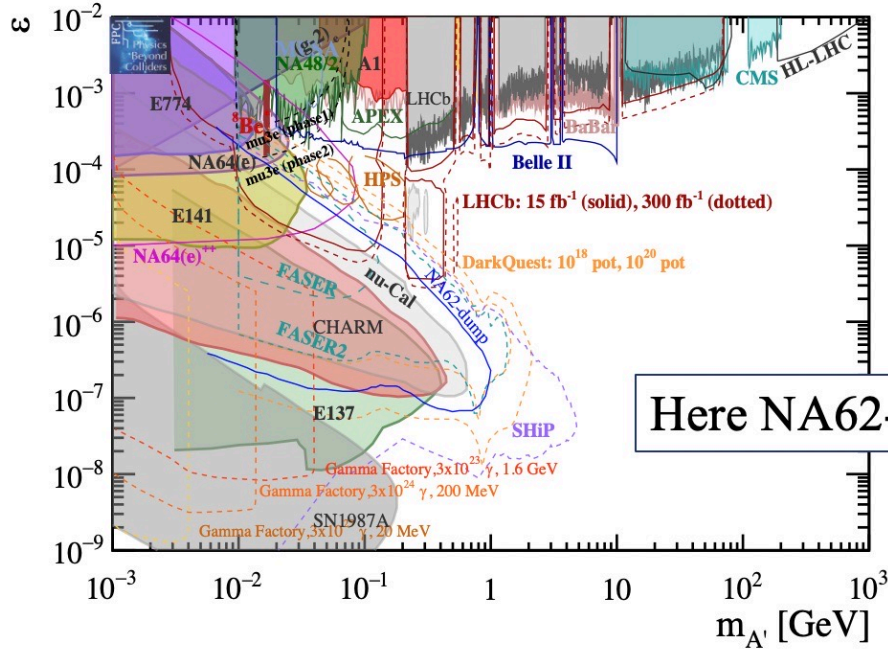 ε
10⁻²
10⁻³
10⁻⁴
10⁻⁵
10⁻⁶
10⁻⁷
10⁻⁸
10⁻⁹
FPC
Physics
Beyond
Colliders
(g-2)
NA48/2
A1
E774
⁸Be
APEX
LHCb
BaBar
CMS
HL-LHC
mu3e (phase1)
mu3e (phase2)
NA64(e)
HPS
Belle II
E141
NA64(e)⁺⁺
LHCb: 15 fb⁻¹ (solid), 300 fb⁻¹ (dotted)
DarkQuest: 10¹⁸ pot, 10²⁰ pot
FASER
nu-Cal
NA62-dump
CHARM
FASER2
E137
SHiP
Here NA62-
Gamma Factory,3x10²³ γ, 1.6 GeV
Gamma Factory,3x10²⁴ γ, 200 MeV
SN1987A
Gamma Factory,3x10 γ, 20 MeV
10⁻³
10⁻²
10⁻¹
1
10
10²
10³
m_A' [GeV]